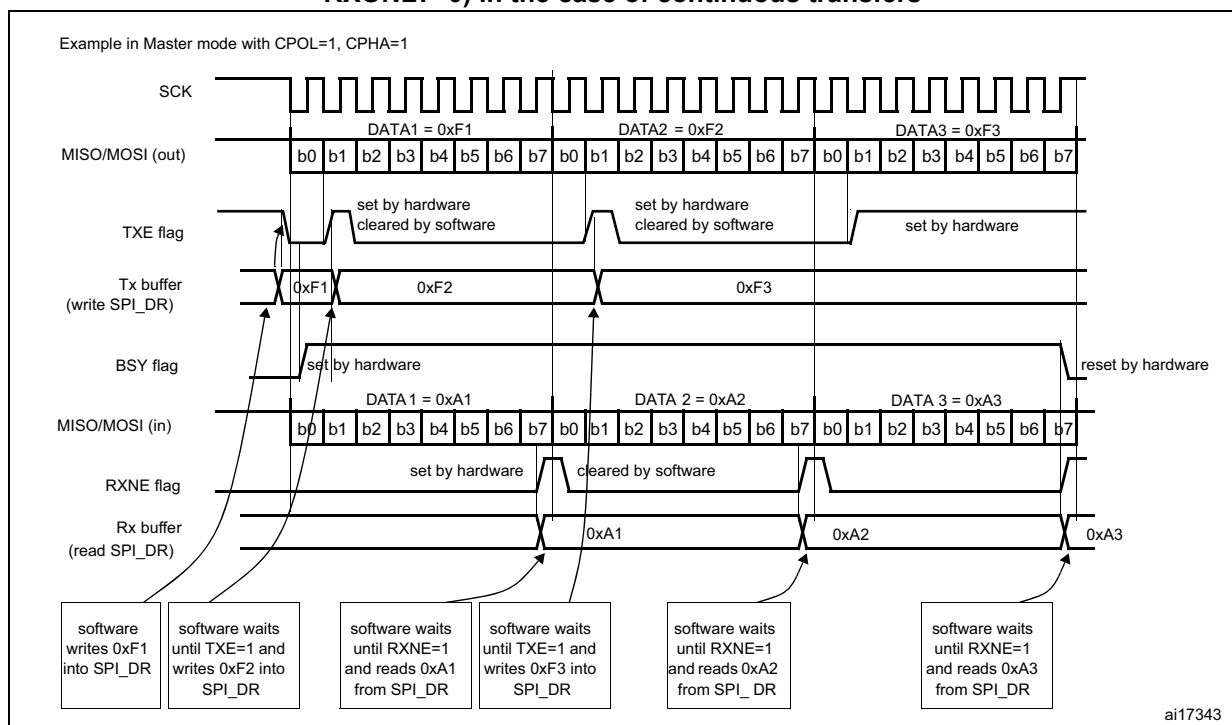 RXONLY=0) in the case of continuous transfers
Example in Master mode with CPOL=1, CPHA=1
SCK
DATA1 = 0xF1
DATA2 = 0xF2
DATA3 = 0xF3
MISO/MOSI (out)
b0 b1 b2 b3 b4 b5 b6 b7 b0 b1 b2 b3 b4 b5 b6 b7 b0 b1 b2 b3 b4 b5 b6 b7
TXE flag
set by hardware
cleared by software
set by hardware
cleared by software
set by hardware
Tx buffer
(write SPI_DR)
0xF1
0xF2
0xF3
BSY flag
set by hardware
reset by hardware
DATA 1 = 0xA1
DATA 2 = 0xA2
DATA 3 = 0xA3
MISO/MOSI (in)
b0 b1 b2 b3 b4 b5 b6 b7 b0 b1 b2 b3 b4 b5 b6 b7 b0 b1 b2 b3 b4 b5 b6 b7
RXNE flag
set by hardware
cleared by software
Rx buffer
(read SPI_DR)
0xA1
0xA2
0xA3
software
writes 0xF1
into SPI_DR
software waits
until TXE=1 and
writes 0xF2 into
SPI_DR
software waits
until RXNE=1
and reads 0xA1
from SPI_DR
software waits
until TXE=1 and
writes 0xF3 into
SPI_DR
software waits
until RXNE=1
and reads 0xA2
from SPI_ DR
software waits
until RXNE=1
and reads 0xA3
from SPI_DR
ai17343